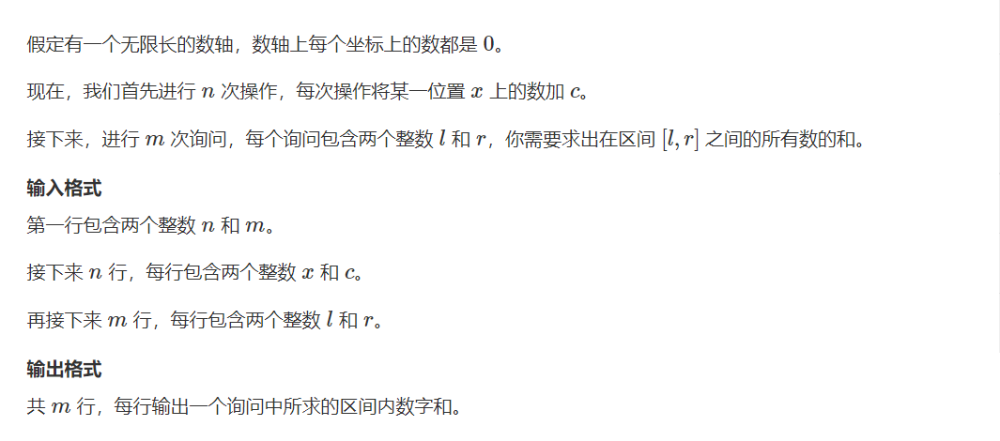 假定有一个无限长的数轴，数轴上每个坐标上的数都是 0。
现在，我们首先进行 n 次操作，每次操作将某一位置 x 上的数加 c。
接下来，进行 m 次询问，每个询问包含两个整数 l 和 r，你需要求出在区间 [l, r] 之间的所有数的和。
输入格式
第一行包含两个整数 n 和 m。
接下来 n 行，每行包含两个整数 x 和 c。
再接下来 m 行，每行包含两个整数 l 和 r。
输出格式
共 m 行，每行输出一个询问中所求的区间内数字和。